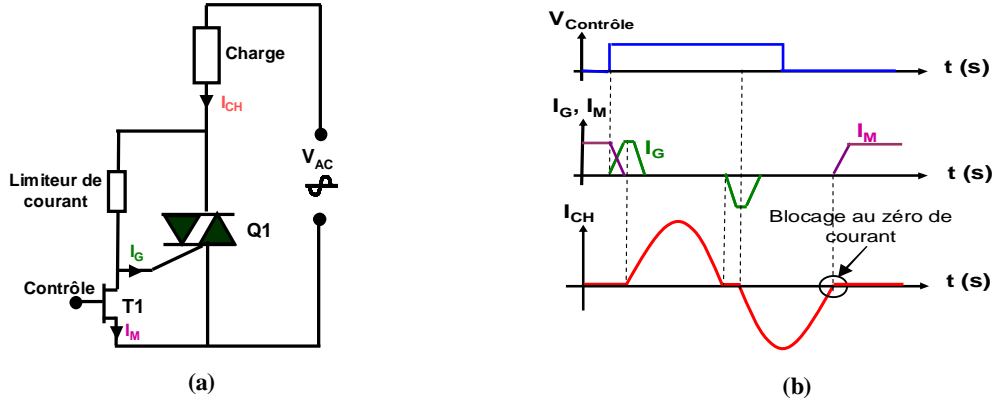 Charge
I_CH
V_AC
Limiteur de
courant
Q1
I_G
Contrôle
T1
I_M
(a)
V_Contrôle
t (s)
I_G, I_M
I_G
I_M
t (s)
I_CH
Blocage au zéro de
courant
t (s)
(b)